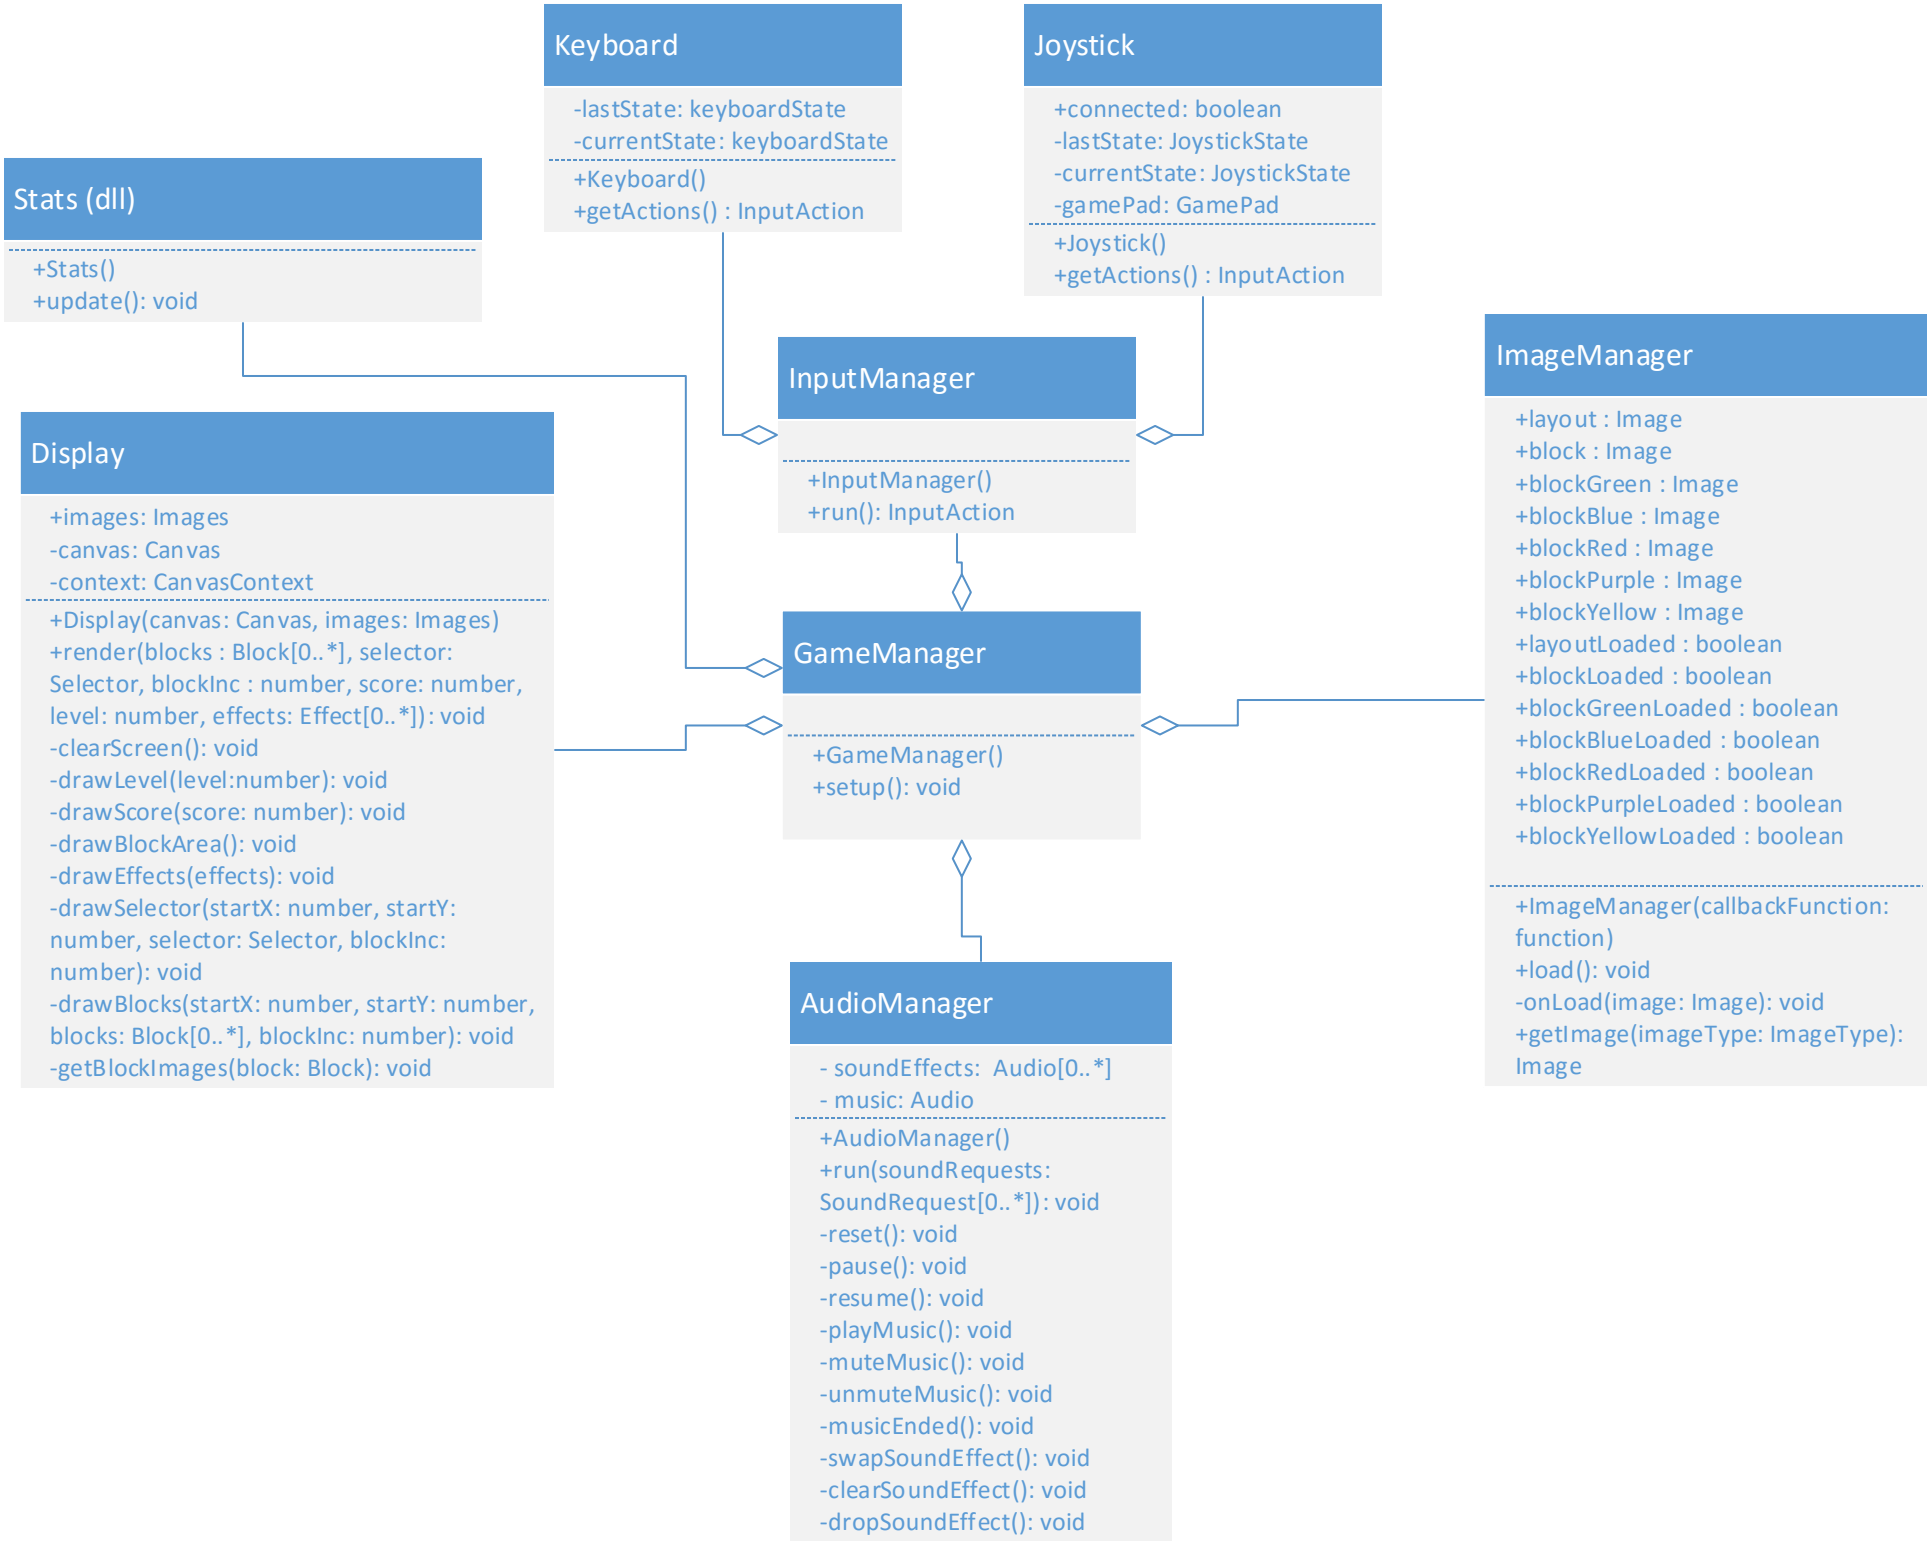 Keyboard
-lastState: keyboardState
-currentState: keyboardState
+Keyboard()
+getActions() : InputAction
Joystick
+connected: boolean
-lastState: JoystickState
-currentState: JoystickState
-gamePad: GamePad
+Joystick()
+getActions() : InputAction
Stats (dll)
+Stats()
+update(): void
InputManager
+InputManager()
+run(): InputAction
ImageManager
+layout : Image
+block : Image
+blockGreen : Image
+blockBlue : Image
+blockRed : Image
+blockPurple : Image
+blockYellow : Image
+layoutLoaded : boolean
+blockLoaded : boolean
+blockGreenLoaded : boolean
+blockBlueLoaded : boolean
+blockRedLoaded : boolean
+blockPurpleLoaded : boolean
+blockYellowLoaded : boolean
+ImageManager(callbackFunction:
function)
+load(): void
-onLoad(image: Image): void
+getImage(imageType: ImageType):
Image
Display
+images: Images
-canvas: Canvas
-context: CanvasContext
+Display(canvas: Canvas, images: Images)
+render(blocks : Block[0..*], selector:
Selector, blockInc : number, score: number,
level: number, effects: Effect[0..*]): void
-clearScreen(): void
-drawLevel(level:number): void
-drawScore(score: number): void
-drawBlockArea(): void
-drawEffects(effects): void
-drawSelector(startX: number, startY:
number, selector: Selector, blockInc:
number): void
-drawBlocks(startX: number, startY: number,
blocks: Block[0..*], blockInc: number): void
-getBlockImages(block: Block): void
GameManager
+GameManager()
+setup(): void
AudioManager
- soundEffects:  Audio[0..*]
- music: Audio
+AudioManager()
+run(soundRequests:
SoundRequest[0..*]): void
-reset(): void
-pause(): void
-resume(): void
-playMusic(): void
-muteMusic(): void
-unmuteMusic(): void
-musicEnded(): void
-swapSoundEffect(): void
-clearSoundEffect(): void
-dropSoundEffect(): void